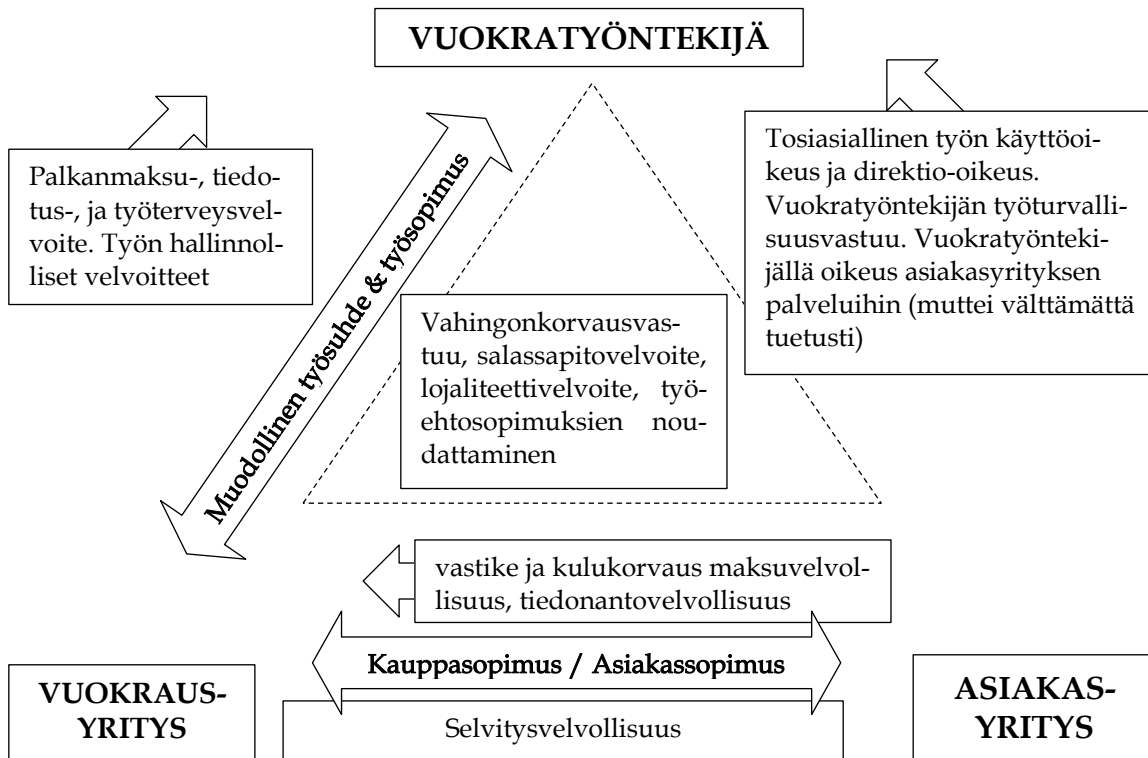 VUOKRATYÖNTEKIJÄ
Palkanmaksu-, tiedo-
tus-, ja työterveysvel-
voite. Työn hallinnol-
liset velvoitteet
Muodollinen työsuhde & työsopimus
Tosiasiallinen työn käyttöoi-
keus ja direktio-oikeus.
Vuokratyöntekijän työturvalli-
suusvastuu. Vuokratyönteki-
jällä oikeus asiakasyrityksen
palveluihin (muttei välttämättä
tuetusti)
Vahingonkorvausvas-
tuu, salassapitovelvoite,
lojaliteettivelvoite, työ-
ehtosopimuksien nou-
dattaminen
vastike ja kulukorvaus maksuvelvol-
lisuus, tiedonantovelvollisuus
Kauppasopimus / Asiakassopimus
VUOKRAUS-
YRITYS
Selvitysvelvollisuus
ASIAKAS-
YRITYS